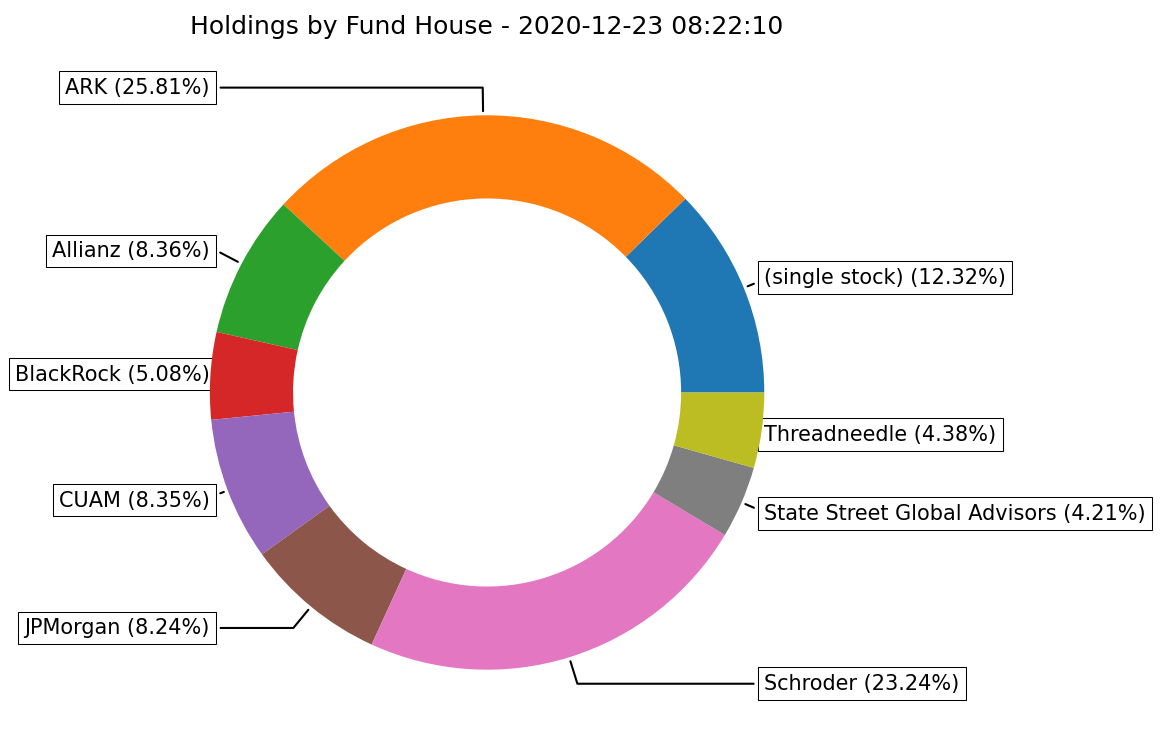 Holdings by Fund House - 2020-12-23 08:22:10
ARK (25.81%)
Allianz (8.36%)
(single stock) (12.32%)
BlackRock (5.08%)
Threadneedle (4.38%)
CUAM (8.35%)
State Street Global Advisors (4.21%)
JPMorgan (8.24%)
Schroder (23.24%)